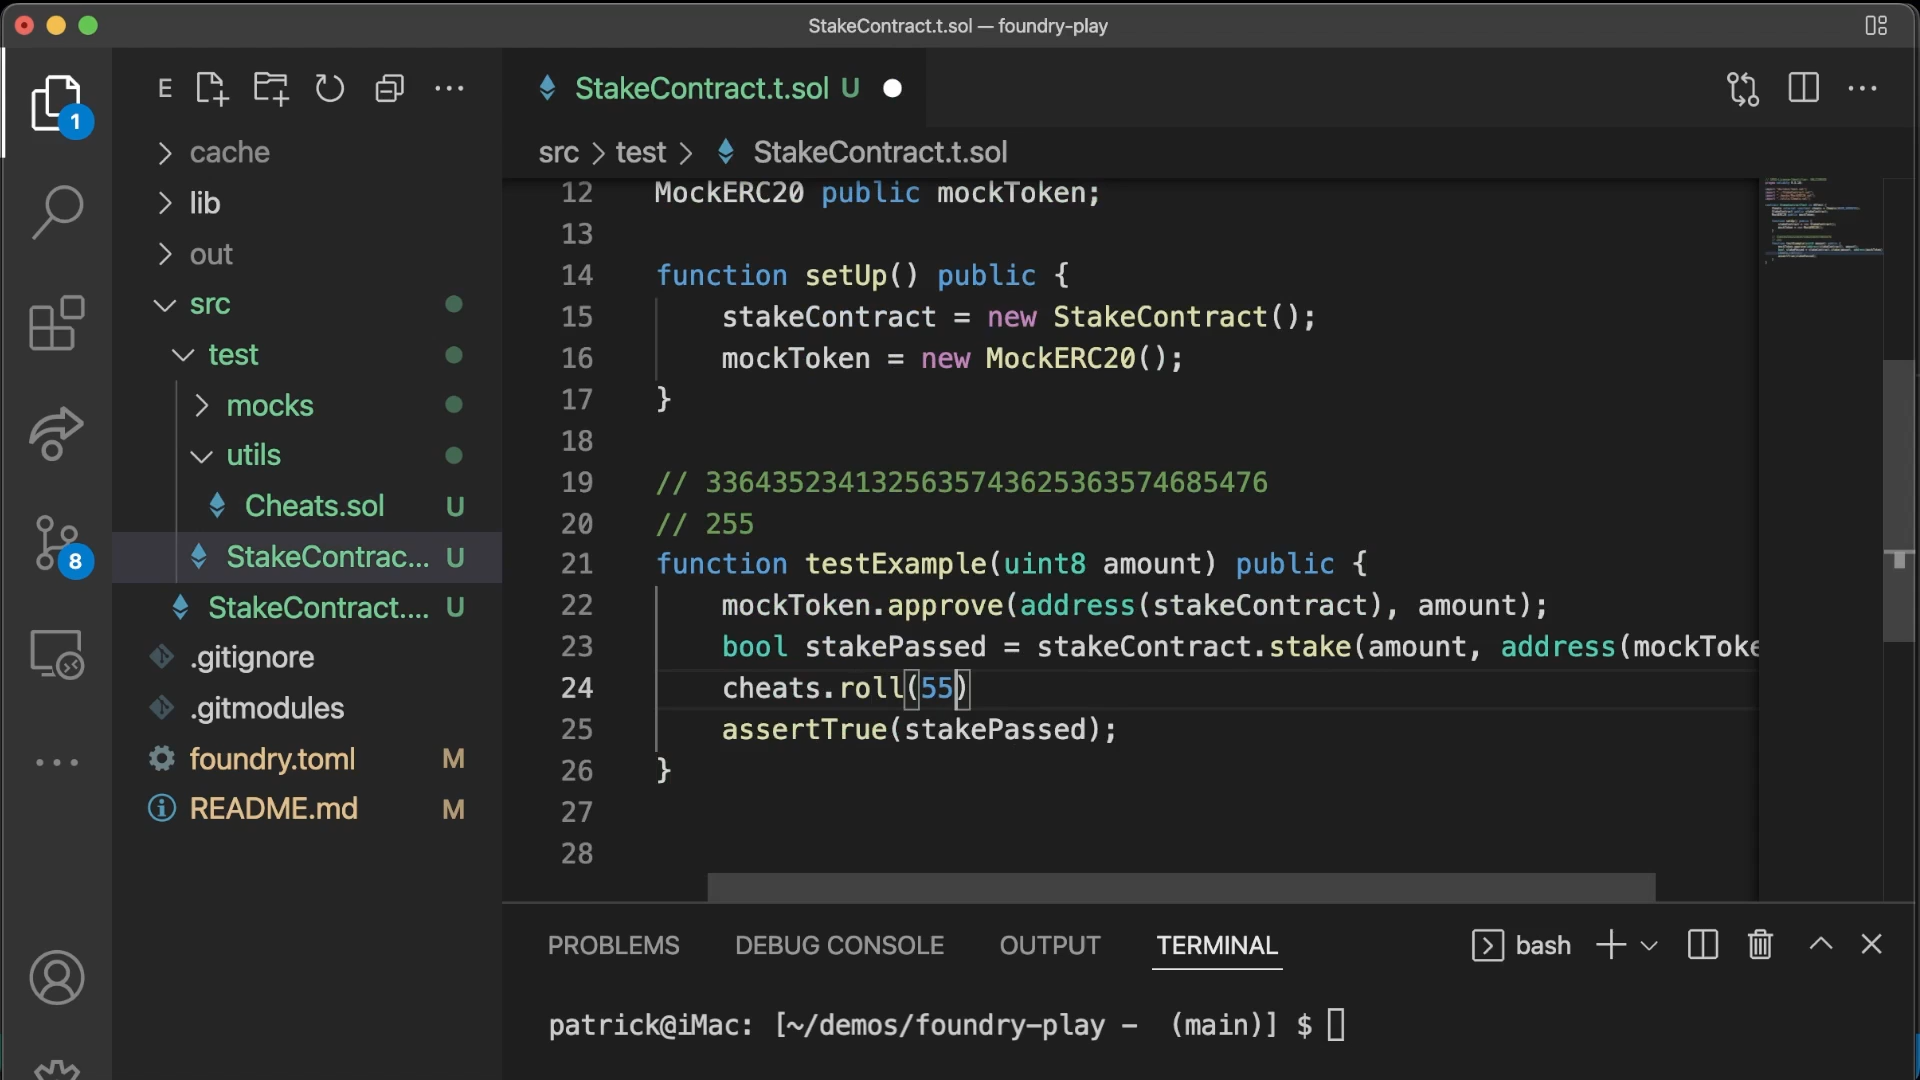 StakeContract.t.sol — foundry-play
E
StakeContract.t.sol U
src > test > StakeContract.t.sol
1
8
cache
lib
out
src
test
mocks
utils
Cheats.sol U
StakeContrac... U
StakeContract.... U
.gitignore
.gitmodules
foundry.toml M
README.md M
12 MockERC20 public mockToken;
13
14 function setUp() public {
15 stakeContract = new StakeContract();
16 mockToken = new MockERC20();
17 }
18
19 // 3364352341325635743625363574685476
20 // 255
21 function testExample(uint8 amount) public {
22 mockToken.approve(address(stakeContract), amount);
23 bool stakePassed = stakeContract.stake(amount, address(mockToke
24 cheats.roll(55)
25 assertTrue(stakePassed);
26 }
27
28
PROBLEMS DEBUG CONSOLE OUTPUT TERMINAL bash
patrick@iMac: [~/demos/foundry-play - (main)] $